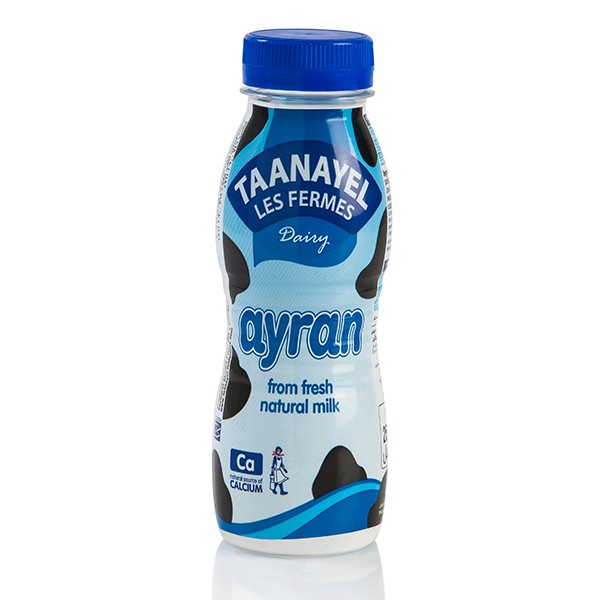 TAANAYEL
LES FERMES
Dairy
ayran
from fresh
natural milk
Ca
natural source of
CALCIUM